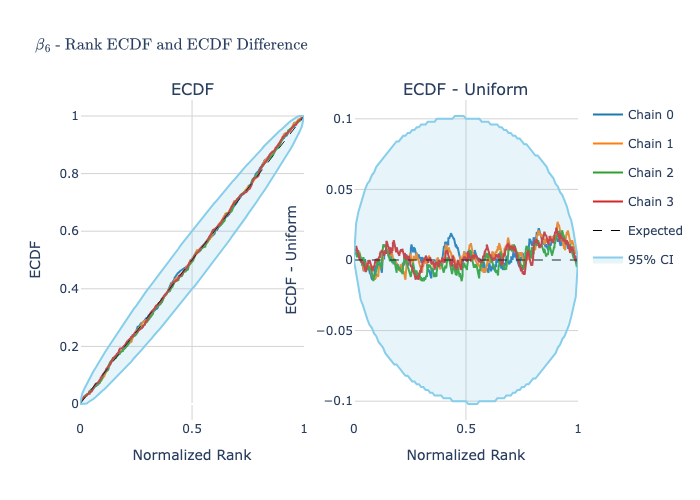 β₆ - Rank ECDF and ECDF Difference
ECDF
ECDF - Uniform
ECDF
1
0.8
0.6
0.4
0.2
0
0
0.5
1
Normalized Rank
ECDF - Uniform
0.1
0.05
0
−0.05
−0.1
0
0.5
1
Normalized Rank
Chain 0
Chain 1
Chain 2
Chain 3
Expected
95% CI